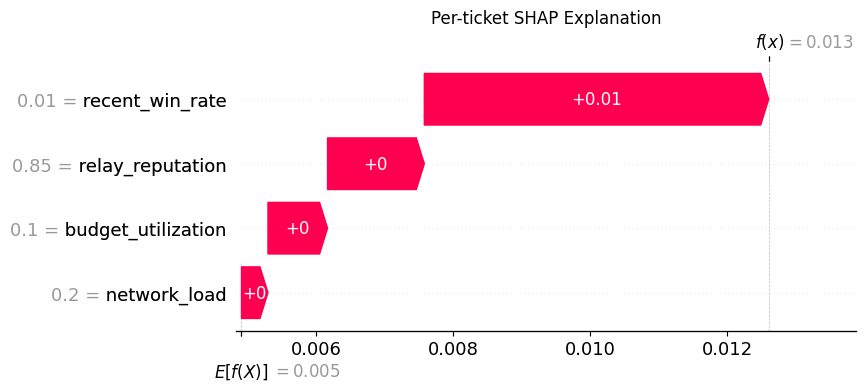 Per-ticket SHAP Explanation
f(x) = 0.013
0.01 = recent_win_rate
+0.01
0.85 = relay_reputation
+0
0.1 = budget_utilization
+0
0.2 = network_load
+0
0.006 0.008 0.010 0.012
E[f(X)] = 0.005